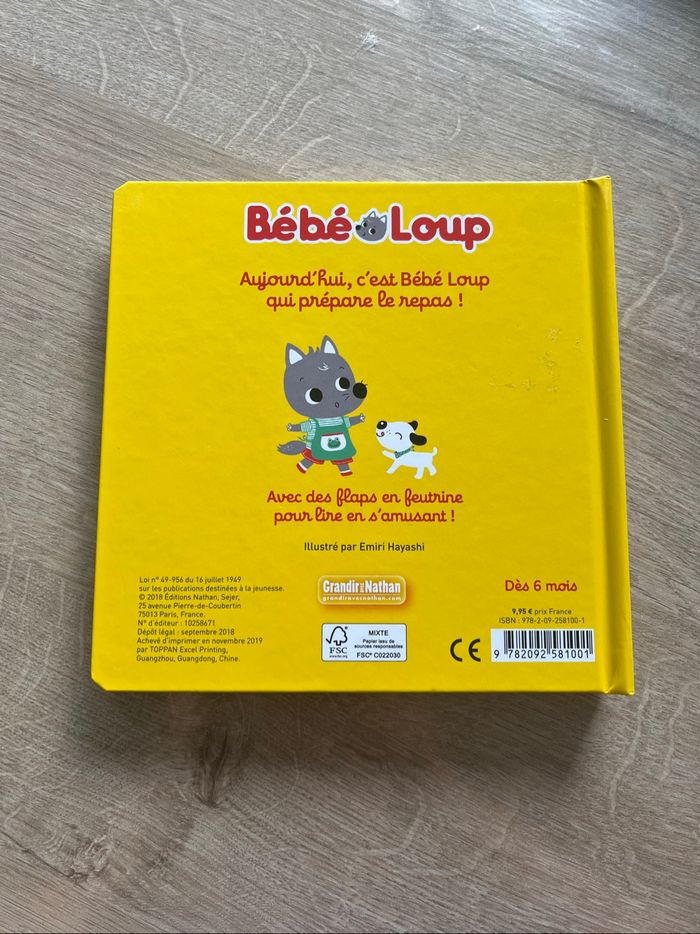 Bébé Loup
Aujourd'hui, c'est Bébé Loup
qui prépare le repas !
Avec des flaps en feutrine
pour lire en s'amusant !
Illustré par Emiri Hayashi
Loi n° 49-956 du 16 juillet 1949
sur les publications destinées à la jeunesse.
© 2018 Éditions Nathan, Sejer,
25 avenue Pierre-de-Coubertin
75013 Paris, France.
N° d'éditeur : 10258671
Dépôt légal : septembre 2018
Achevé d'imprimer en novembre 2019
par TOPPAN Excel Printing,
Guangzhou, Guangdong, Chine.
Grandir avec Nathan
grandiravecnathan.com
FSC
www.fsc.org
MIXTE
Papier issu de
sources responsables
FSC® C022030
CE
Dès 6 mois
9,95 € prix France
ISBN : 978-2-09-258100-1
9 782092 581001